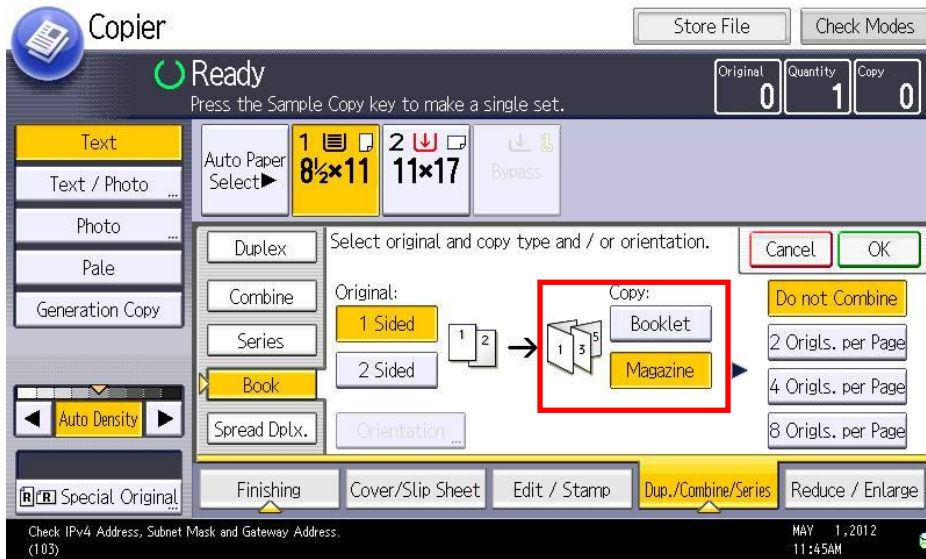 Copier
Store File
Check Modes
Ready
Press the Sample Copy key to make a single set.
Original
0
Quantity
1
Copy
0
Text
Text / Photo
Photo
Pale
Generation Copy
Auto Density
Special Original
Auto Paper
Select▶
1
8½×11
2
11×17
1
Bypass
Duplex
Combine
Series
Book
Spread Dplx.
Select original and copy type and / or orientation.
Cancel
OK
Original:
1 Sided
2 Sided
Orientation
1
2
1
3
5
Copy:
Booklet
Magazine
Do not Combine
2 Origls. per Page
4 Origls. per Page
8 Origls. per Page
Finishing
Cover/Slip Sheet
Edit / Stamp
Dup./Combine/Series
Reduce / Enlarge
Check IPv4 Address, Subnet Mask and Gateway Address.
(103)
MAY 1,2012
11:45AM